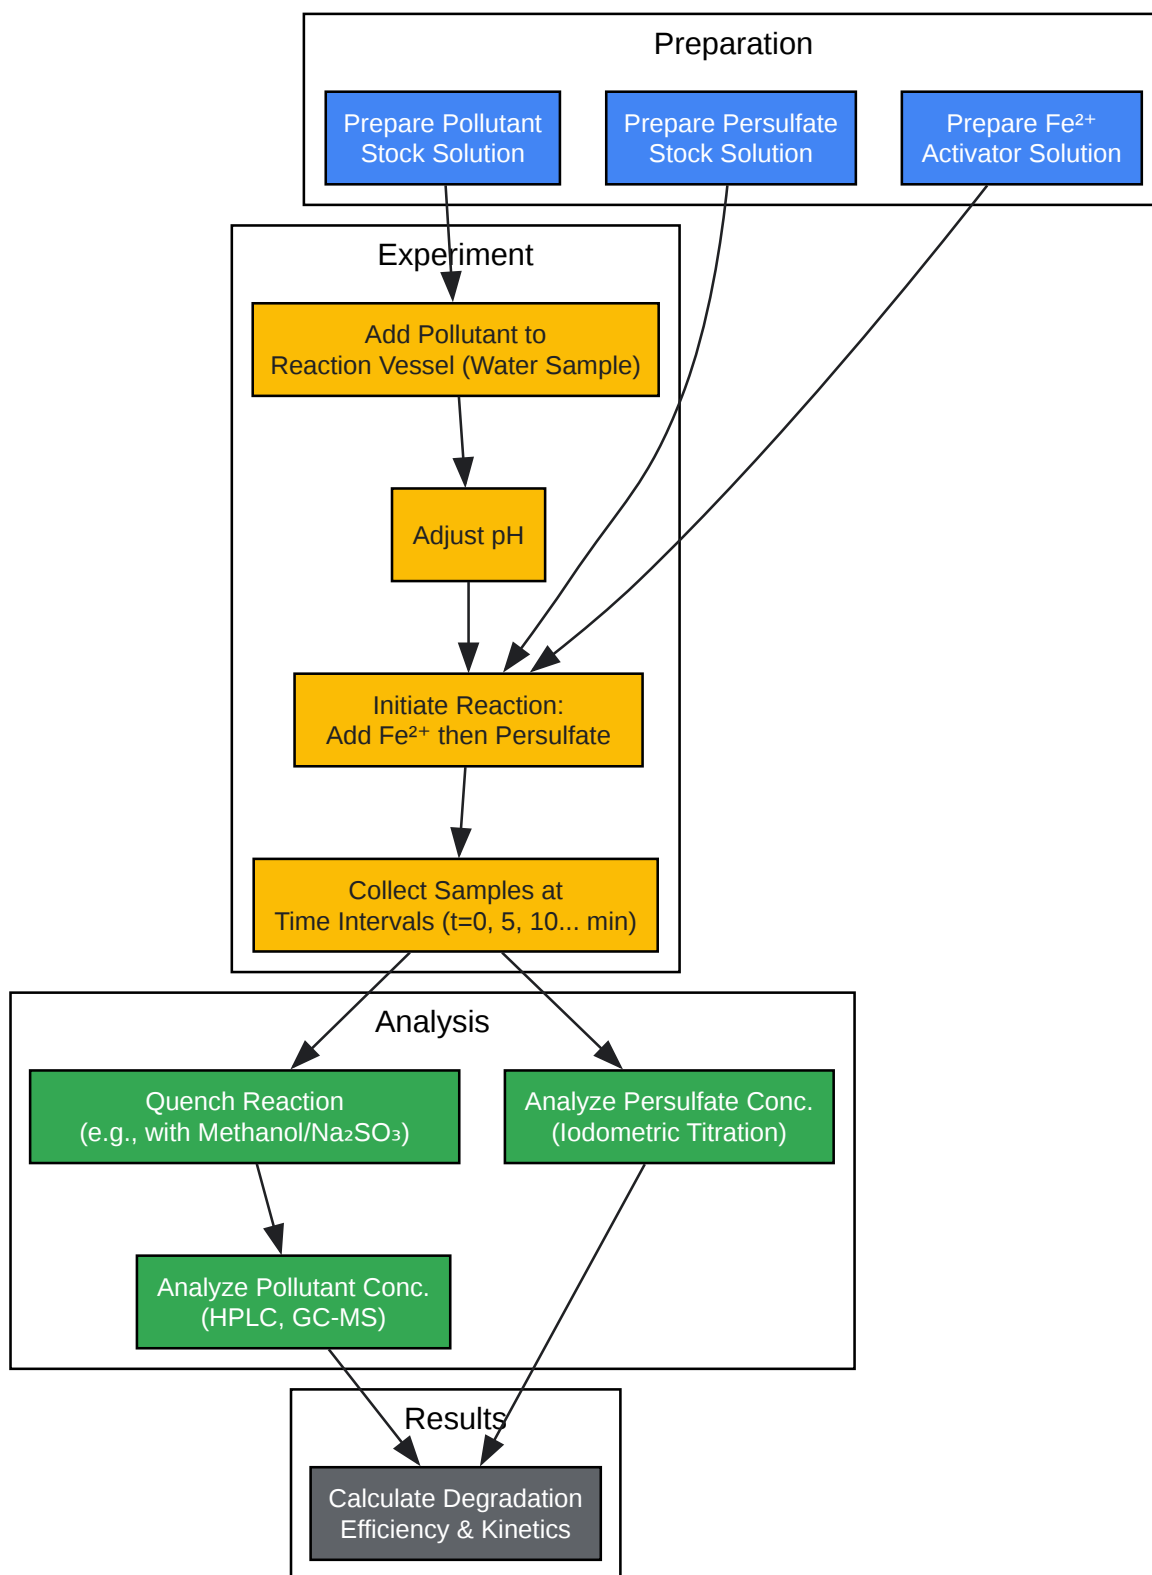 Preparation
Prepare Pollutant
Stock Solution
Prepare Persulfate
Stock Solution
Prepare Fe²⁺
Activator Solution
Experiment
Add Pollutant to
Reaction Vessel (Water Sample)
Adjust pH
Initiate Reaction:
Add Fe²⁺ then Persulfate
Collect Samples at
Time Intervals (t=0, 5, 10... min)
Analysis
Quench Reaction
(e.g., with Methanol/Na₂SO₃)
Analyze Persulfate Conc.
(Iodometric Titration)
Analyze Pollutant Conc.
(HPLC, GC-MS)
Results
Calculate Degradation
Efficiency & Kinetics